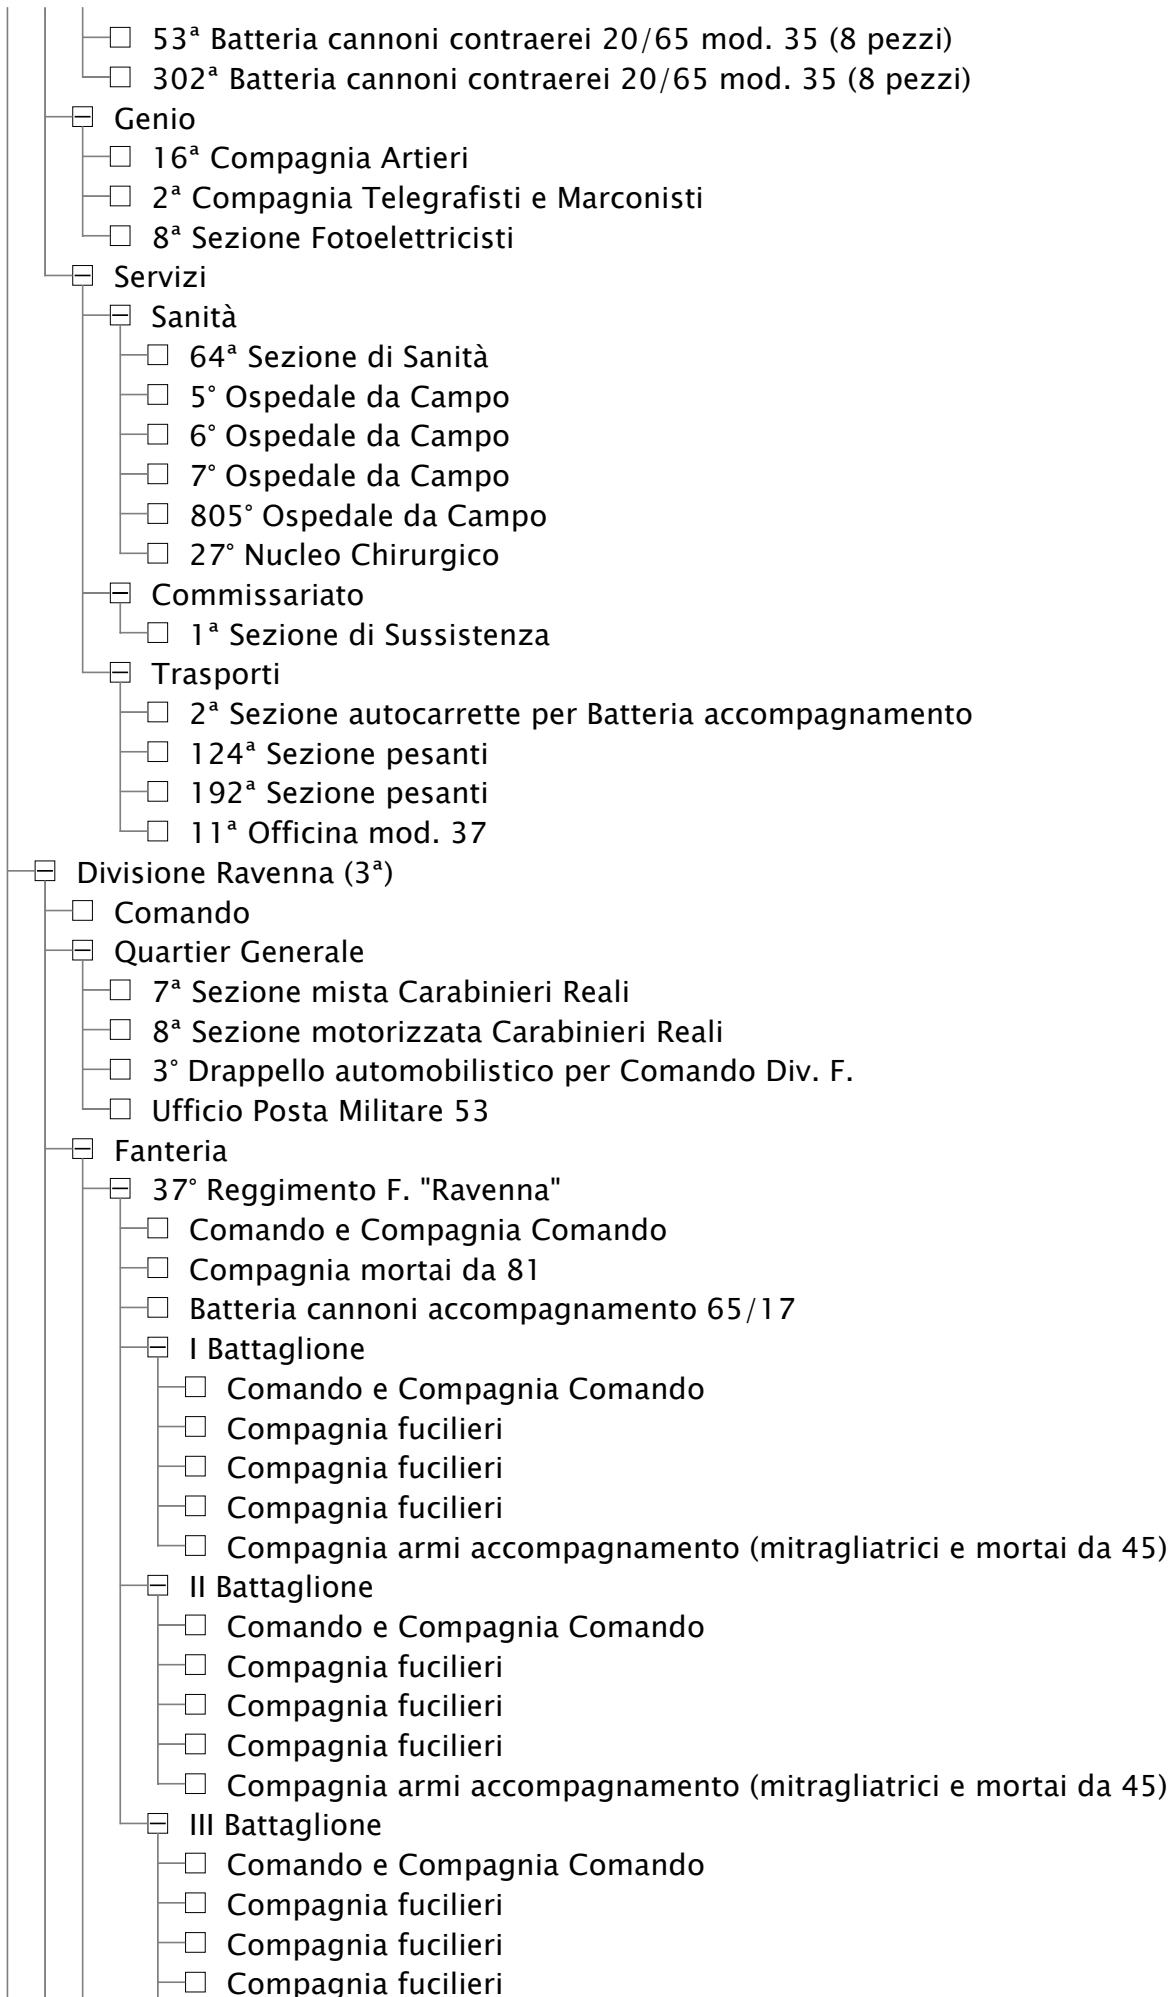 53ª Batteria cannoni contraerei 20/65 mod. 35 (8 pezzi)
302ª Batteria cannoni contraerei 20/65 mod. 35 (8 pezzi)
Genio
16ª Compagnia Artieri
2ª Compagnia Telegrafisti e Marconisti
8ª Sezione Fotoelettricisti
Servizi
Sanità
64ª Sezione di Sanità
5° Ospedale da Campo
6° Ospedale da Campo
7° Ospedale da Campo
805° Ospedale da Campo
27° Nucleo Chirurgico
Commissariato
1ª Sezione di Sussistenza
Trasporti
2ª Sezione autocarrette per Batteria accompagnamento
124ª Sezione pesanti
192ª Sezione pesanti
11ª Officina mod. 37
Divisione Ravenna (3ª)
Comando
Quartier Generale
7ª Sezione mista Carabinieri Reali
8ª Sezione motorizzata Carabinieri Reali
3° Drappello automobilistico per Comando Div. F.
Ufficio Posta Militare 53
Fanteria
37° Reggimento F. "Ravenna"
Comando e Compagnia Comando
Compagnia mortai da 81
Batteria cannoni accompagnamento 65/17
I Battaglione
Comando e Compagnia Comando
Compagnia fucilieri
Compagnia fucilieri
Compagnia fucilieri
Compagnia armi accompagnamento (mitragliatrici e mortai da 45)
II Battaglione
Comando e Compagnia Comando
Compagnia fucilieri
Compagnia fucilieri
Compagnia fucilieri
Compagnia armi accompagnamento (mitragliatrici e mortai da 45)
III Battaglione
Comando e Compagnia Comando
Compagnia fucilieri
Compagnia fucilieri
Compagnia fucilieri